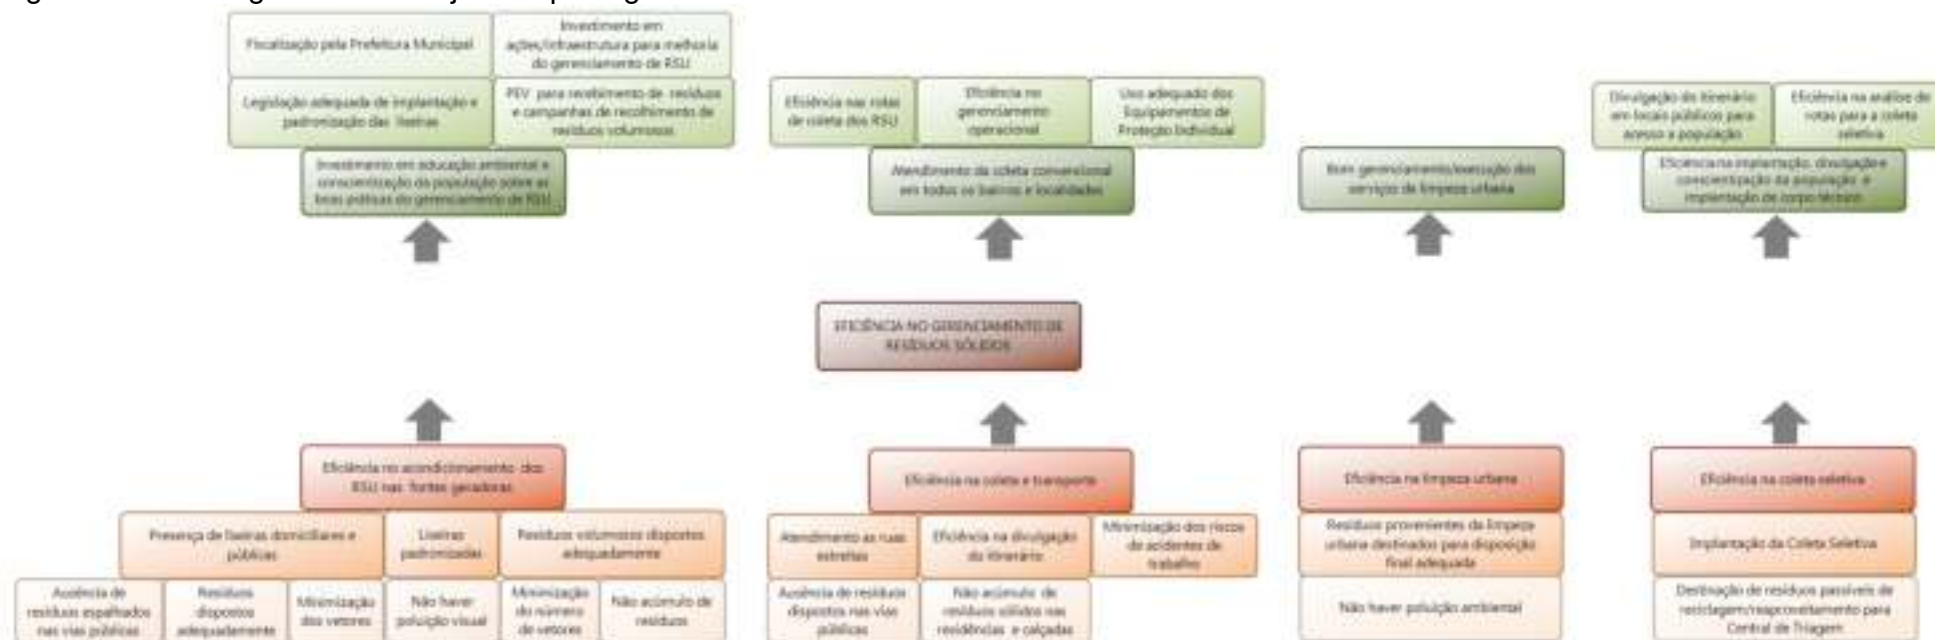 Fiscalização pela Prefeitura Municipal
Investimento em
ações/infraestrutura para melhoria
do gerenciamento de RSU
Legislação adequada de implantação e
padronização das lixeiras
PEV para recebimento de resíduos
e campanhas de recolhimento de
resíduos volumosos
Investimento em educação ambiental e
conscientização da população sobre as
boas práticas do gerenciamento de RSU
Eficiência nas rotas
de coleta dos RSU
Eficiência no
gerenciamento
operacional
Uso adequado dos
Equipamentos de
Proteção Individual
Atendimento da coleta convencional
em todos os bairros e localidades
Bom gerenciamento/execução dos
serviços de limpeza urbana
Divulgação do itinerário
em locais públicos para
acesso a população
Eficiência na análise de
rotas para a coleta
seletiva
Eficiência na implantação, divulgação e
conscientização da população e
implantação de corpo técnico
EFICIÊNCIA NO GERENCIAMENTO DE
RESÍDUOS SÓLIDOS
Eficiência no acondicionamento dos
RSU nas fontes geradoras
Presença de lixeiras domiciliares e
públicas
Lixeiras
padronizadas
Resíduos volumosos dispostos
adequadamente
Ausência de
resíduos espalhados
nas vias públicas
Resíduos
dispostos
adequadamente
Minimização
dos vetores
Não haver
poluição visual
Minimização
do número
de vetores
Não acúmulo de
resíduos
Eficiência na coleta e transporte
Atendimento as ruas
estreitas
Eficiência na divulgação
do itinerário
Minimização dos riscos
de acidentes de
trabalho
Ausência de resíduos
dispostos nas vias
públicas
Não acúmulo de
resíduos sólidos nas
residências e calçadas
Eficiência na limpeza urbana
Resíduos provenientes da limpeza
urbana destinados para disposição
final adequada
Não haver poluição ambiental
Eficiência na coleta seletiva
Implantação da Coleta Seletiva
Destinação de resíduos passíveis de
reciclagem/reaproveitamento para
Central de Triagem